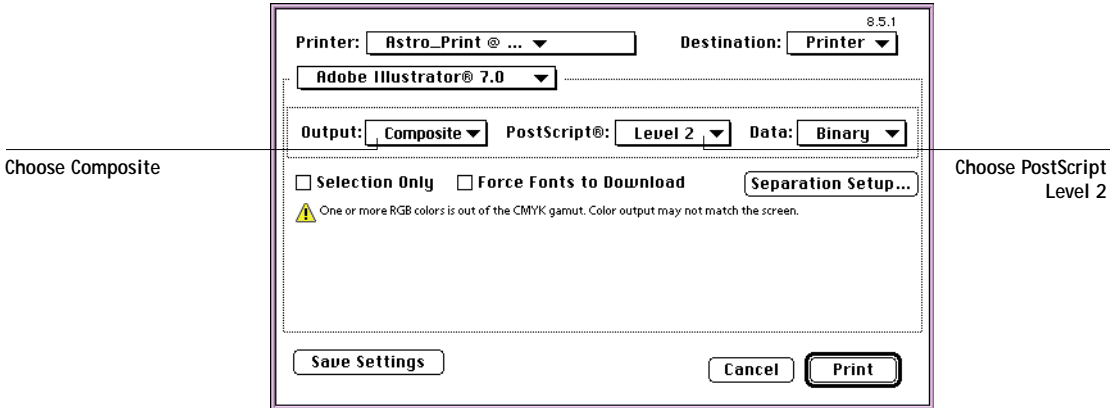 8.5.1
Printer: Astro_Print @ ... Destination: Printer
Adobe Illustrator® 7.0
Output: Composite PostScript®: Level 2 Data: Binary
Choose Composite
Choose PostScript
Level 2
Selection Only Force Fonts to Download Separation Setup...
One or more RGB colors is out of the CMYK gamut. Color output may not match the screen.
Save Settings
Cancel Print